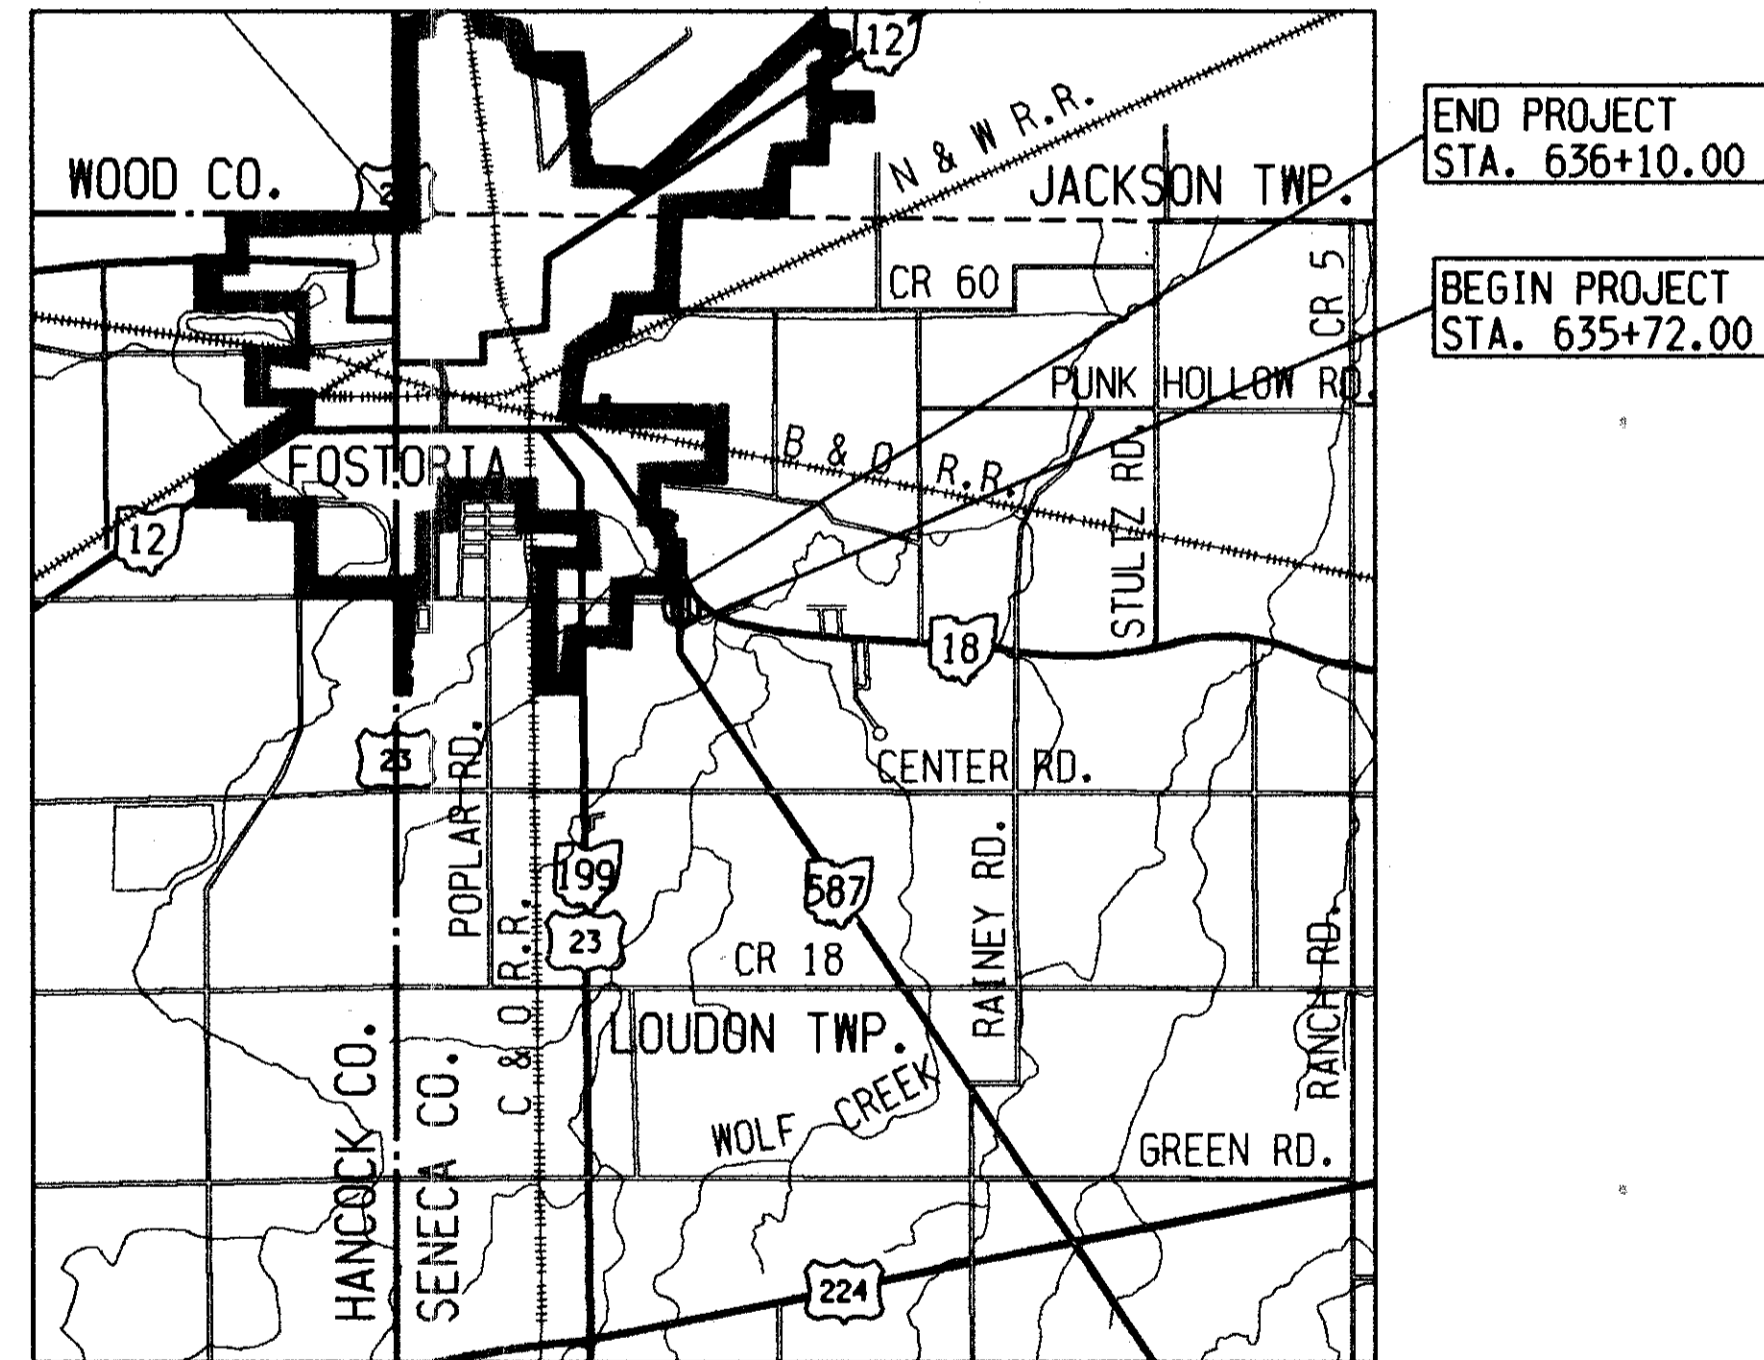 12
N & W R.R.
END PROJECT
STA. 636+10.00
WOOD CO.
JACKSON TWP.
CR 60
CR 5
BEGIN PROJECT
STA. 635+72.00
PUNK HOLLOW RD.
FOSTORIA
B & O R.R.
STULTZ RD.
12
18
23
POPLAR RD.
CENTER RD.
199
587
23
CR 18
RAINEY RD.
RANCH RD.
C & O R.R.
LOUDON TWP.
WOLF CREEK
HANCOCK CO.
SENECA CO.
GREEN RD.
224